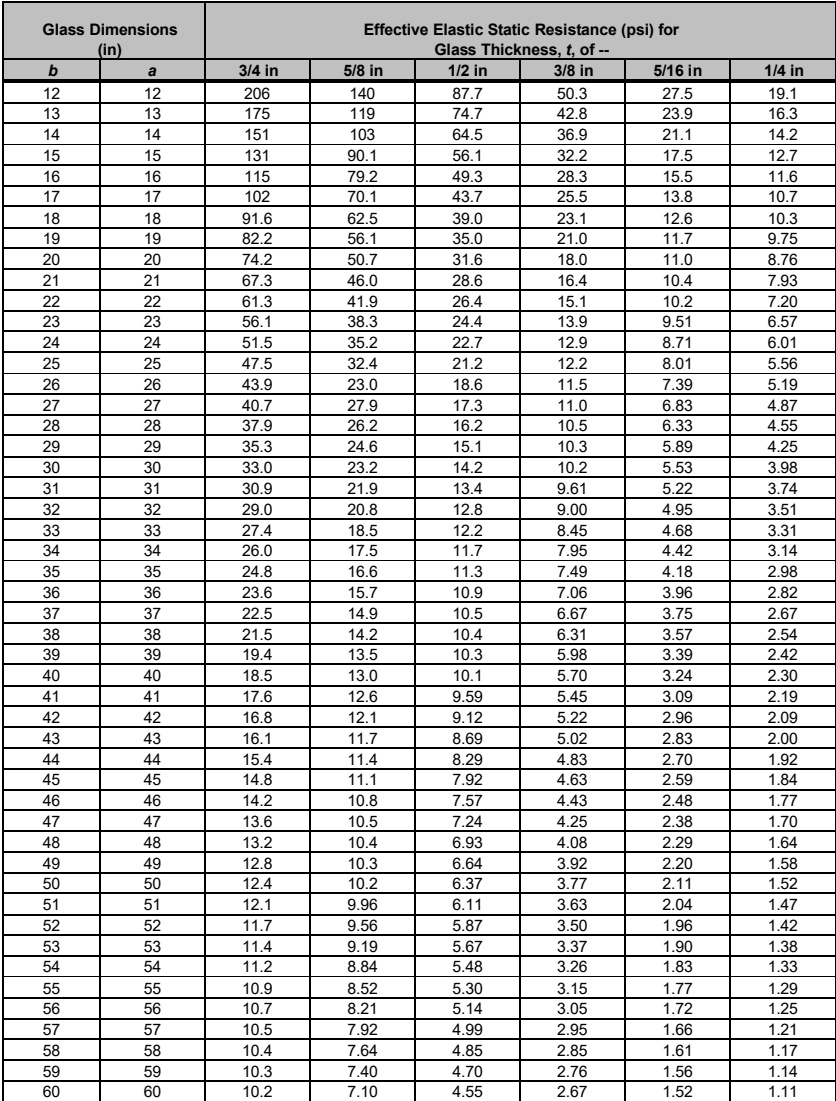 Glass Dimensions (in) Effective Elastic Static Resistance (psi) for Glass Thickness, t, of --
b a 3/4 in 5/8 in 1/2 in 3/8 in 5/16 in 1/4 in
12 12 206 140 87.7 50.3 27.5 19.1
13 13 175 119 74.7 42.8 23.9 16.3
14 14 151 103 64.5 36.9 21.1 14.2
15 15 131 90.1 56.1 32.2 17.5 12.7
16 16 115 79.2 49.3 28.3 15.5 11.6
17 17 102 70.1 43.7 25.5 13.8 10.7
18 18 91.6 62.5 39.0 23.1 12.6 10.3
19 19 82.2 56.1 35.0 21.0 11.7 9.75
20 20 74.2 50.7 31.6 18.0 11.0 8.76
21 21 67.3 46.0 28.6 16.4 10.4 7.93
22 22 61.3 41.9 26.4 15.1 10.2 7.20
23 23 56.1 38.3 24.4 13.9 9.51 6.57
24 24 51.5 35.2 22.7 12.9 8.71 6.01
25 25 47.5 32.4 21.2 12.2 8.01 5.56
26 26 43.9 23.0 18.6 11.5 7.39 5.19
27 27 40.7 27.9 17.3 11.0 6.83 4.87
28 28 37.9 26.2 16.2 10.5 6.33 4.55
29 29 35.3 24.6 15.1 10.3 5.89 4.25
30 30 33.0 23.2 14.2 10.2 5.53 3.98
31 31 30.9 21.9 13.4 9.61 5.22 3.74
32 32 29.0 20.8 12.8 9.00 4.95 3.51
33 33 27.4 18.5 12.2 8.45 4.68 3.31
34 34 26.0 17.5 11.7 7.95 4.42 3.14
35 35 24.8 16.6 11.3 7.49 4.18 2.98
36 36 23.6 15.7 10.9 7.06 3.96 2.82
37 37 22.5 14.9 10.5 6.67 3.75 2.67
38 38 21.5 14.2 10.4 6.31 3.57 2.54
39 39 19.4 13.5 10.3 5.98 3.39 2.42
40 40 18.5 13.0 10.1 5.70 3.24 2.30
41 41 17.6 12.6 9.59 5.45 3.09 2.19
42 42 16.8 12.1 9.12 5.22 2.96 2.09
43 43 16.1 11.7 8.69 5.02 2.83 2.00
44 44 15.4 11.4 8.29 4.83 2.70 1.92
45 45 14.8 11.1 7.92 4.63 2.59 1.84
46 46 14.2 10.8 7.57 4.43 2.48 1.77
47 47 13.6 10.5 7.24 4.25 2.38 1.70
48 48 13.2 10.4 6.93 4.08 2.29 1.64
49 49 12.8 10.3 6.64 3.92 2.20 1.58
50 50 12.4 10.2 6.37 3.77 2.11 1.52
51 51 12.1 9.96 6.11 3.63 2.04 1.47
52 52 11.7 9.56 5.87 3.50 1.96 1.42
53 53 11.4 9.19 5.67 3.37 1.90 1.38
54 54 11.2 8.84 5.48 3.26 1.83 1.33
55 55 10.9 8.52 5.30 3.15 1.77 1.29
56 56 10.7 8.21 5.14 3.05 1.72 1.25
57 57 10.5 7.92 4.99 2.95 1.66 1.21
58 58 10.4 7.64 4.85 2.85 1.61 1.17
59 59 10.3 7.40 4.70 2.76 1.56 1.14
60 60 10.2 7.10 4.55 2.67 1.52 1.11